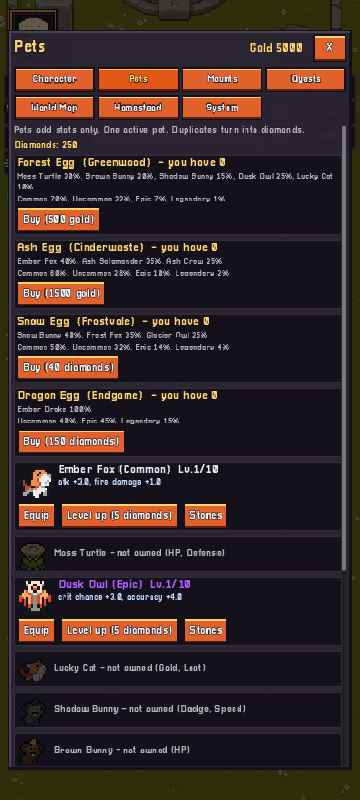 Pets
Gold 5000
X
Character
Pets
Mounts
Quests
World Map
Homestead
System
Pets add stats only. One active pet. Duplicates turn into diamonds.
Diamonds: 250
Forest Egg (Greenwood) - you have 0
Moss Turtle 30%, Brown Bunny 20%, Shadow Bunny 15%, Dusk Owl 25%, Lucky Cat
10%
Common 70%, Uncommon 22%, Epic 7%, Legendary 1%
Buy (500 gold)
Ash Egg (Cinderwaste) - you have 0
Ember Fox 40%, Ash Salamander 35%, Ash Crow 25%
Common 60%, Uncommon 28%, Epic 10%, Legendary 2%
Buy (1500 gold)
Snow Egg (Frostvale) - you have 0
Snow Bunny 40%, Frost Fox 35%, Glacier Owl 25%
Common 50%, Uncommon 32%, Epic 14%, Legendary 4%
Buy (40 diamonds)
Dragon Egg (Endgame) - you have 0
Ember Drake 100%
Uncommon 40%, Epic 45%, Legendary 15%
Buy (150 diamonds)
Ember Fox (Common) Lv.1/10
atk +3.0, fire damage +1.0
Equip
Level up (5 diamonds)
Stones
Moss Turtle - not owned (HP, Defense)
Dusk Owl (Epic) Lv.1/10
crit chance +3.0, accuracy +4.0
Equip
Level up (5 diamonds)
Stones
Lucky Cat - not owned (Gold, Loot)
Shadow Bunny - not owned (Dodge, Speed)
Brown Bunny - not owned (HP)